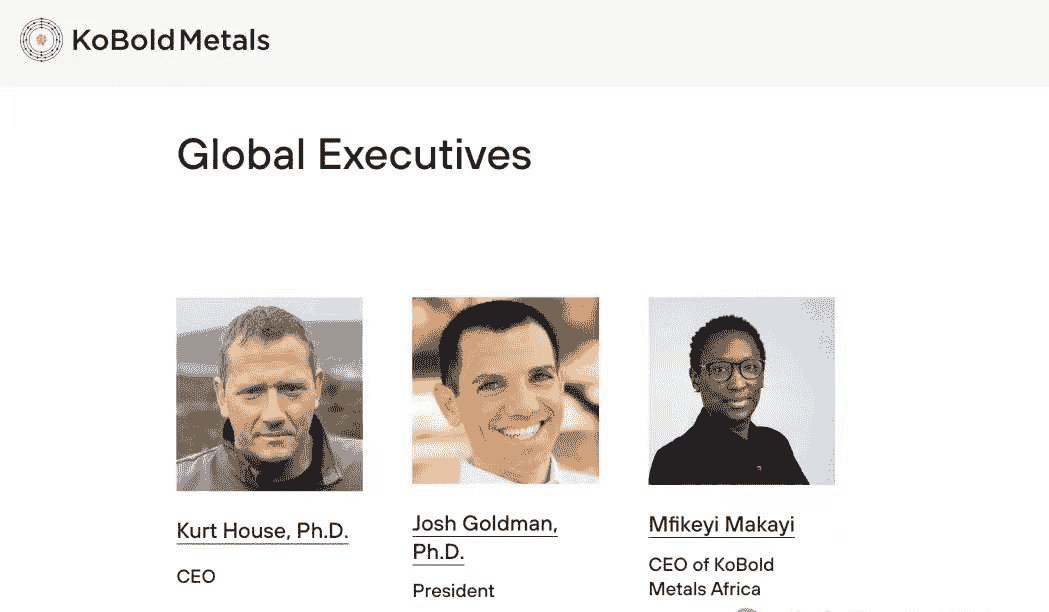 KoBold Metals
Global Executives
Kurt House, Ph.D.
CEO
Josh Goldman,
Ph.D.
President
Mfikeyi Makayi
CEO of KoBold
Metals Africa